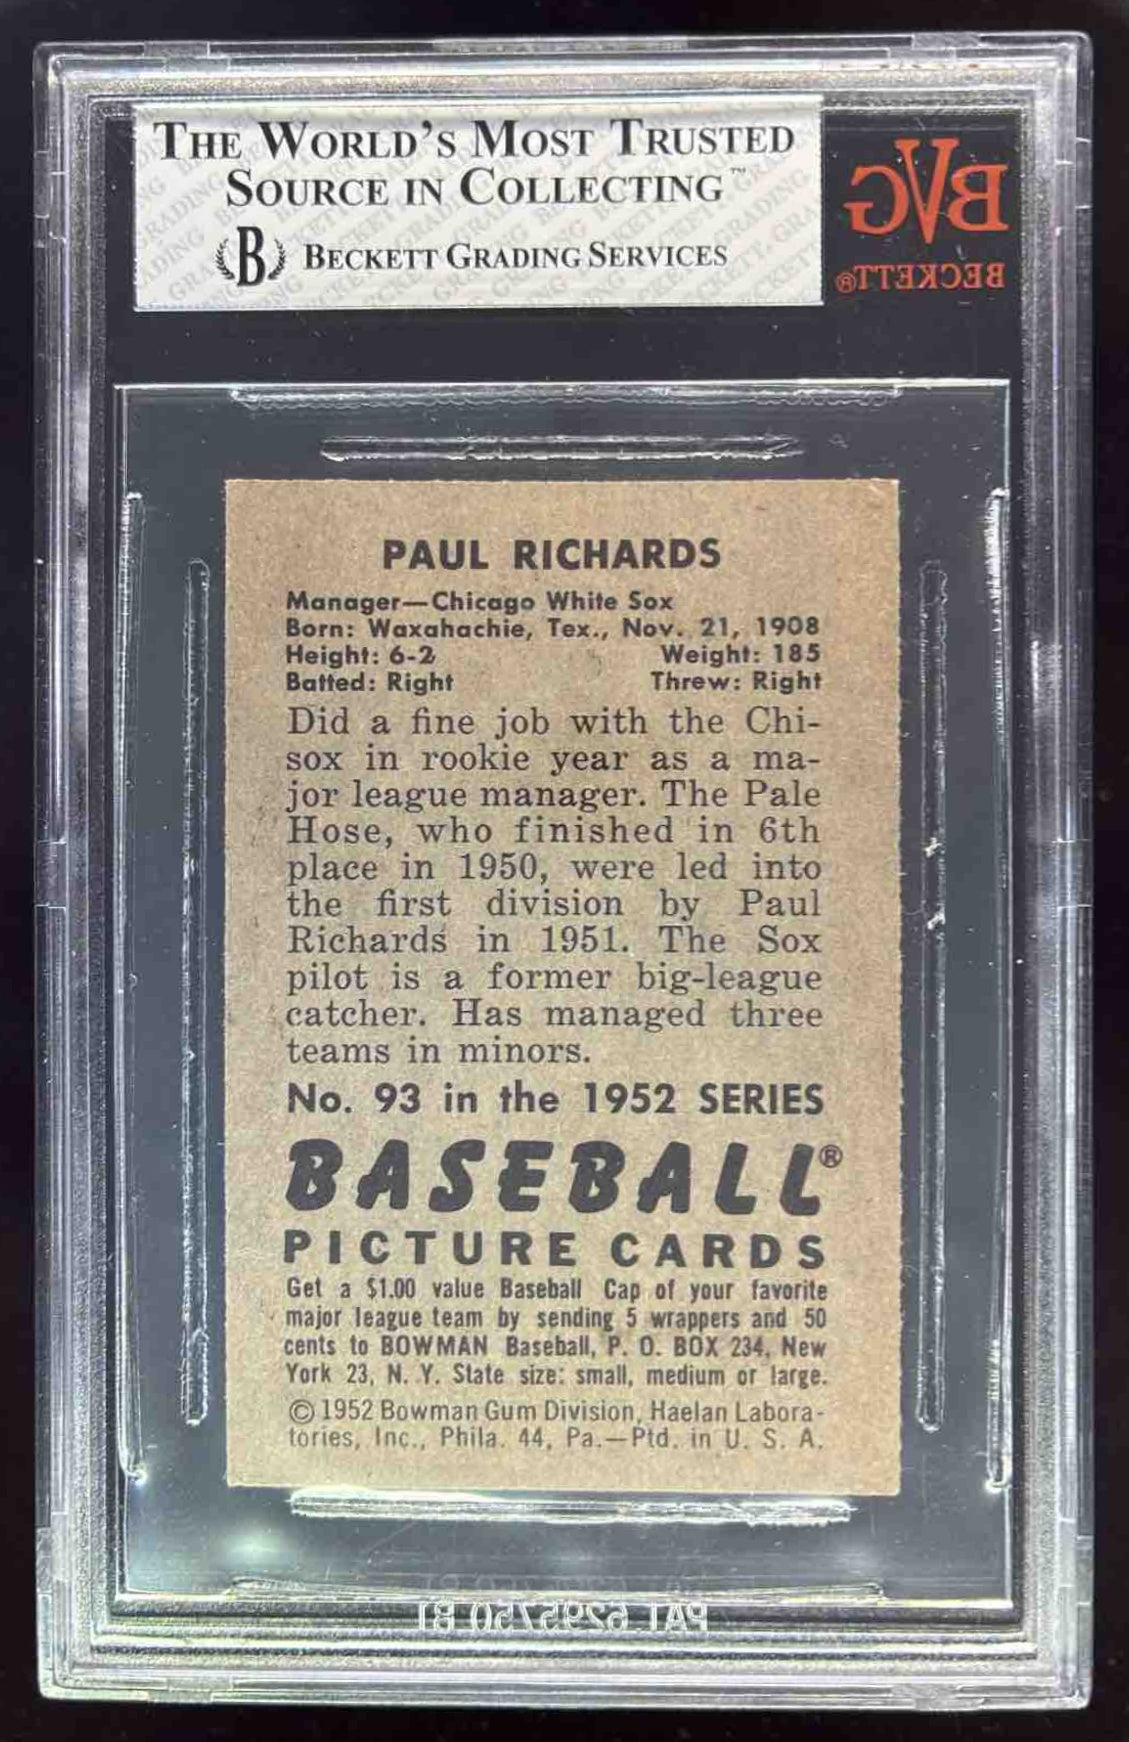 THE WORLD'S MOST TRUSTED
SOURCE IN COLLECTING™
B BECKETT GRADING SERVICES
BVG
BECKETT®
PAUL RICHARDS
Manager—Chicago White Sox
Born: Waxahachie, Tex., Nov. 21, 1908
Height: 6-2 Weight: 185
Batted: Right Threw: Right
Did a fine job with the Chi-
sox in rookie year as a ma-
jor league manager. The Pale
Hose, who finished in 6th
place in 1950, were led into
the first division by Paul
Richards in 1951. The Sox
pilot is a former big-league
catcher. Has managed three
teams in minors.
No. 93 in the 1952 SERIES
BASEBALL®
PICTURE CARDS
Get a $1.00 value Baseball Cap of your favorite
major league team by sending 5 wrappers and 50
cents to BOWMAN Baseball, P. O. BOX 234, New
York 23, N. Y. State size: small, medium or large.
© 1952 Bowman Gum Division, Haelan Labora-
tories, Inc., Phila. 44, Pa.—Ptd. in U. S. A.
PAT 6295750 B1